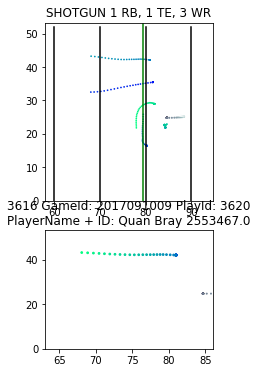 SHOTGUN 1 RB, 1 TE, 3 WR
50
40
30
20
10
0
60 70 80 90
3616 GameId: 2017091009 PlayId: 3620
PlayerName + ID: Quan Bray 2553467.0
40
20
0
65 70 75 80 85